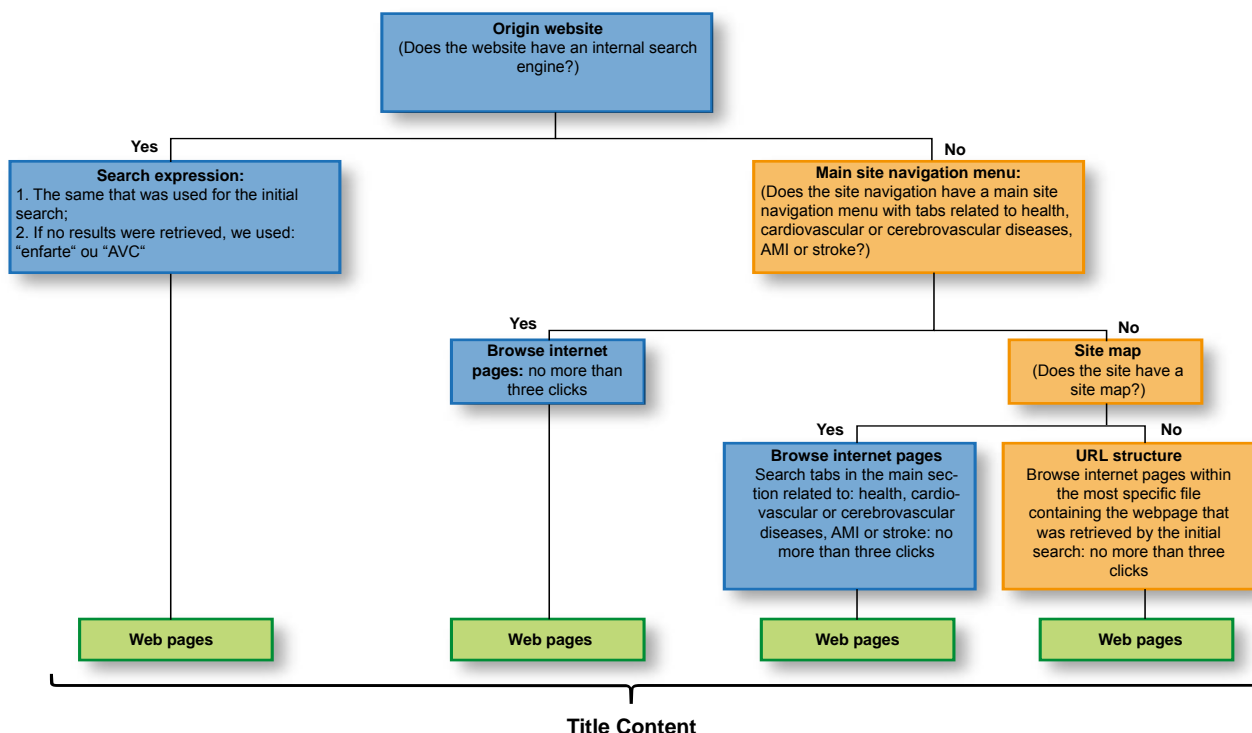 Origin website
(Does the website have an internal search
engine?)
Yes
No
Search expression:
1. The same that was used for the initial
search;
2. If no results were retrieved, we used:
“enfarte“ ou “AVC“
Main site navigation menu:
(Does the site navigation have a main site
navigation menu with tabs related to health,
cardiovascular or cerebrovascular diseases,
AMI or stroke?)
Yes
No
Browse internet
pages: no more than
three clicks
Site map
(Does the site have a
site map?)
Yes
No
Browse internet pages
Search tabs in the main sec-
tion related to: health, cardio-
vascular or cerebrovascular
diseases, AMI or stroke: no
more than three clicks
URL structure
Browse internet pages within
the most specific file
containing the webpage that
was retrieved by the initial
search: no more than three
clicks
Web pages
Web pages
Web pages
Web pages
Title Content